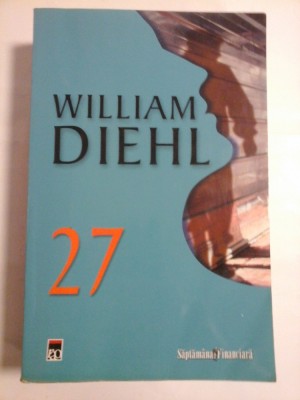 WILLIAM
DIEHL
27
Săptămâna Financiară